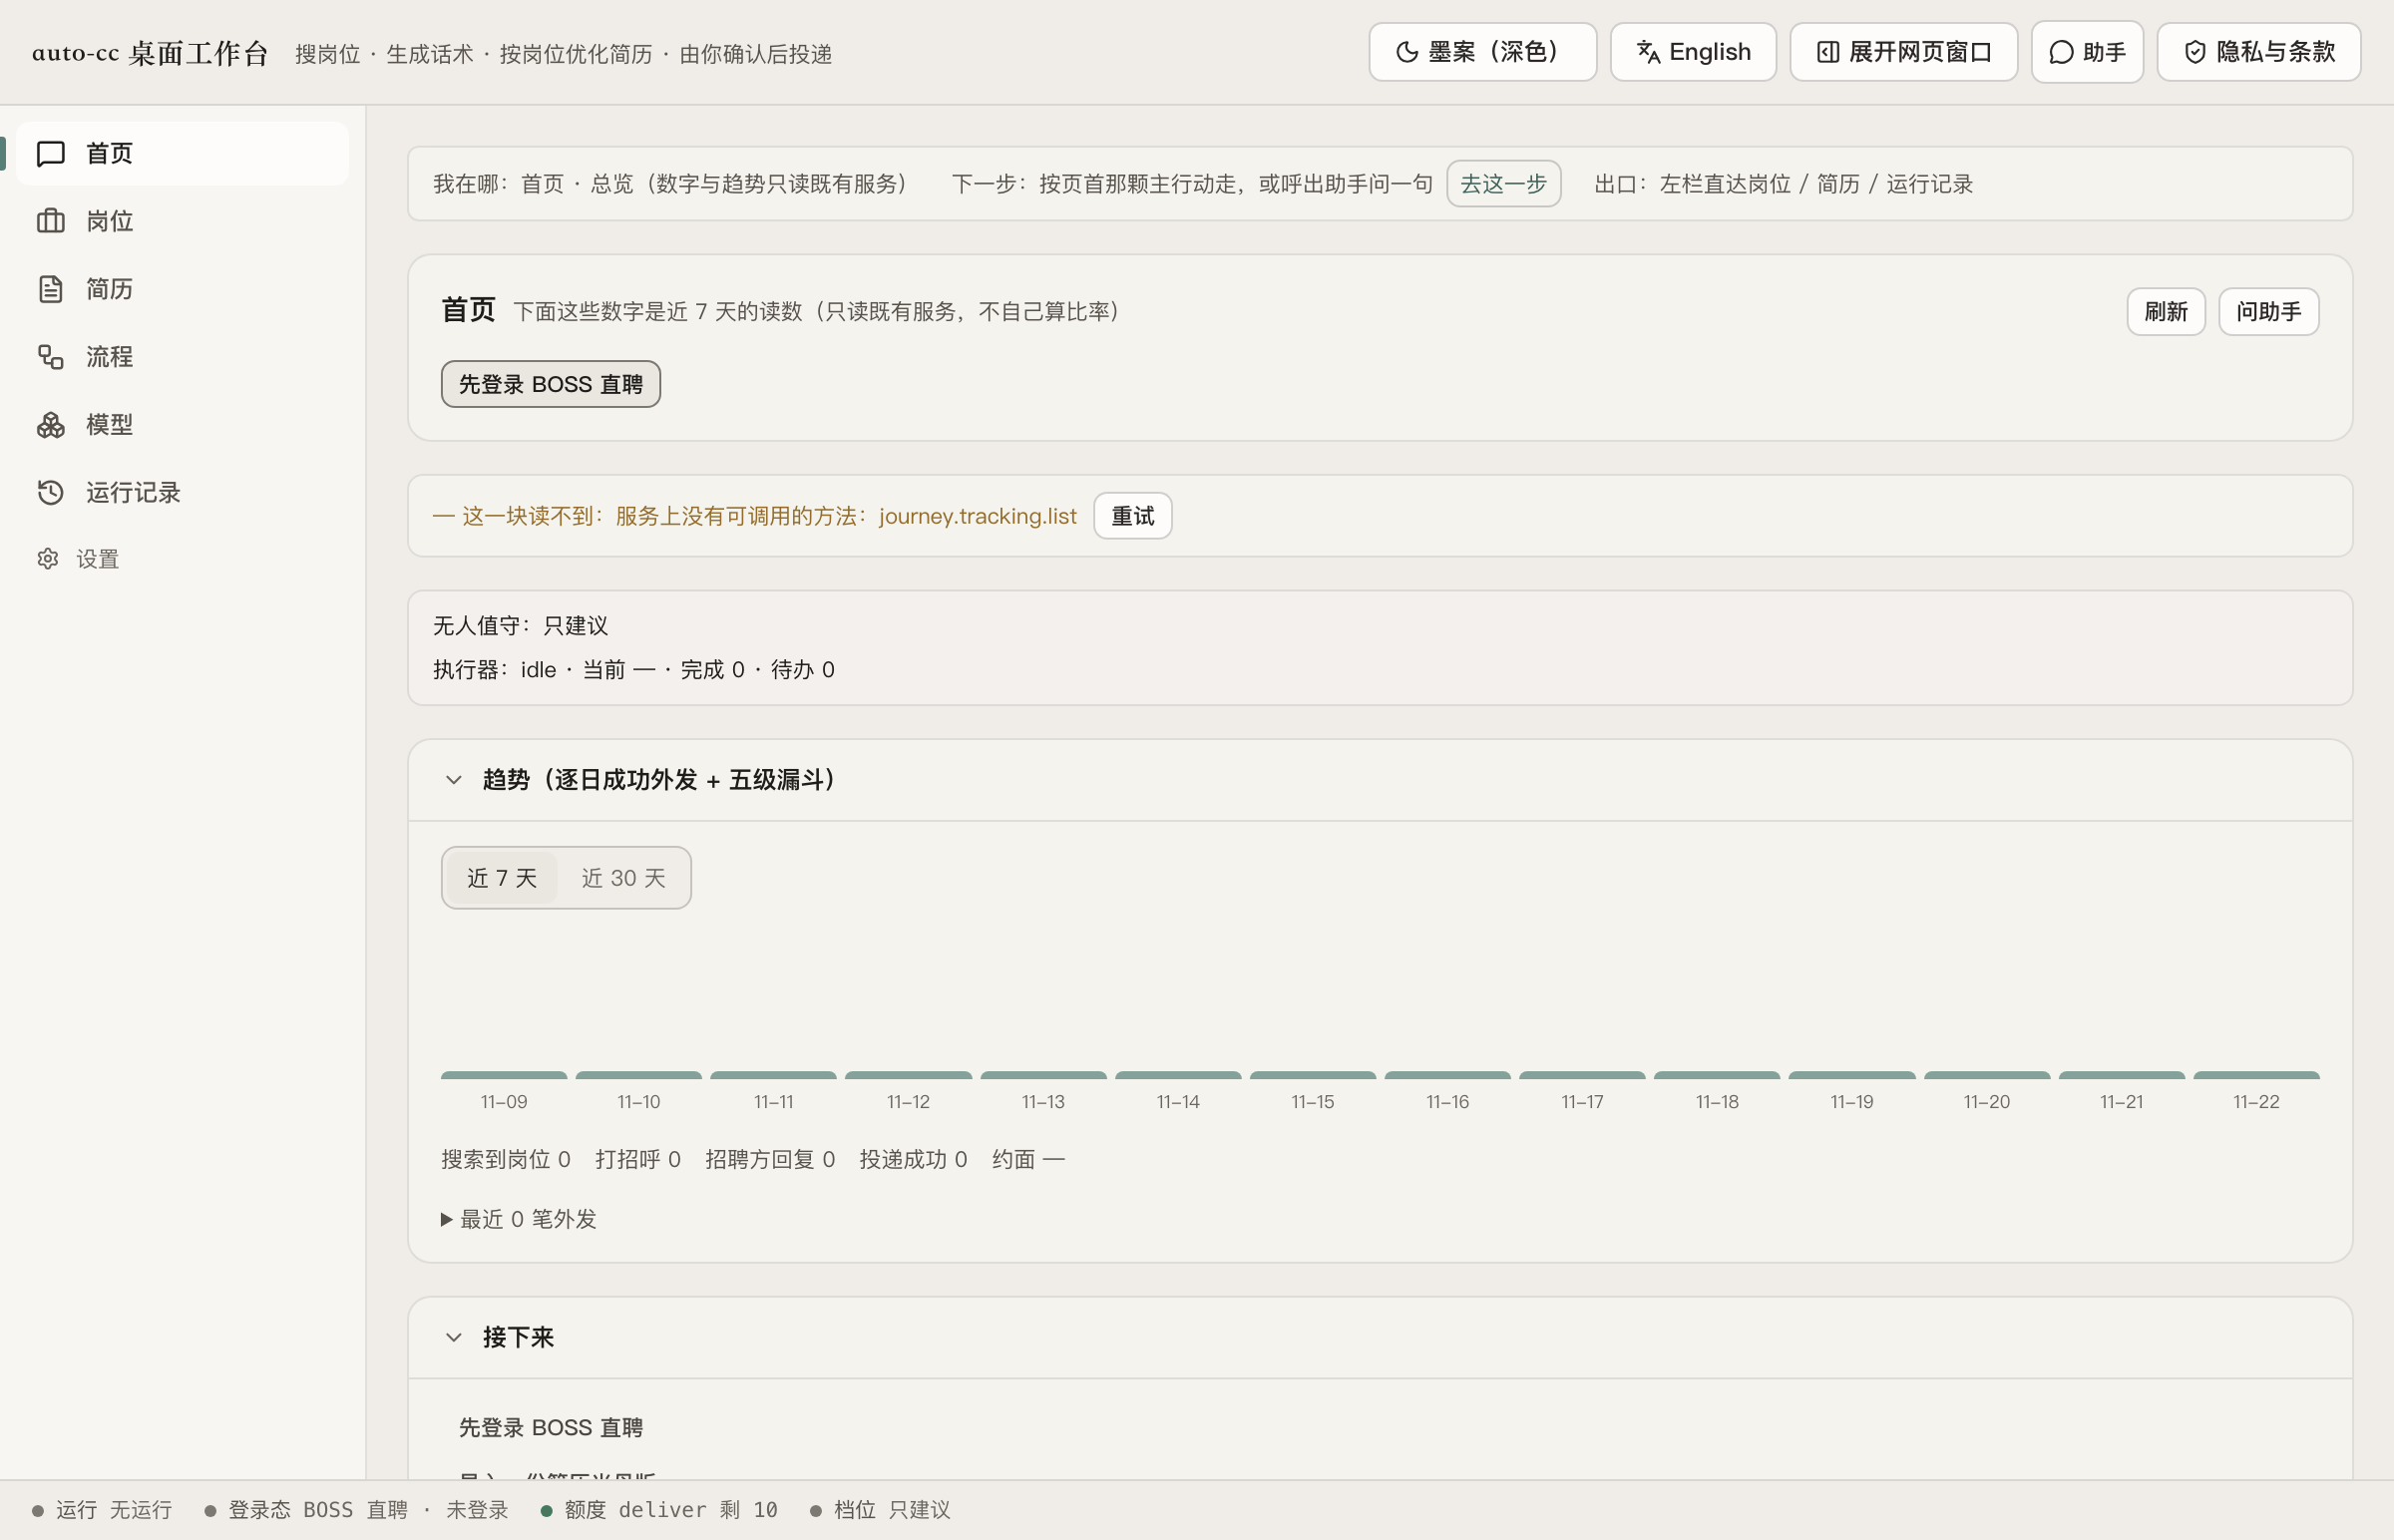 auto-cc 桌面工作台 搜岗位 · 生成话术 · 按岗位优化简历 · 由你确认后投递 墨案（深色） English 展开网页窗口 助手 隐私与条款
首页
岗位
简历
流程
模型
运行记录
设置
我在哪：首页 · 总览（数字与趋势只读既有服务） 下一步：按页首那颗主行动走，或呼出助手问一句 去这一步 出口：左栏直达岗位 / 简历 / 运行记录
首页 下面这些数字是近 7 天的读数（只读既有服务，不自己算比率） 刷新 问助手
先登录 BOSS 直聘
— 这一块读不到：服务上没有可调用的方法：journey.tracking.list 重试
无人值守：只建议
执行器：idle · 当前 — · 完成 0 · 待办 0
趋势（逐日成功外发 + 五级漏斗）
近 7 天 近 30 天
11-09 11-10 11-11 11-12 11-13 11-14 11-15 11-16 11-17 11-18 11-19 11-20 11-21 11-22
搜索到岗位 0 打招呼 0 招聘方回复 0 投递成功 0 约面 —
▶ 最近 0 笔外发
接下来
先登录 BOSS 直聘
运行 无运行 登录态 BOSS 直聘 · 未登录 额度 deliver 剩 10 档位 只建议